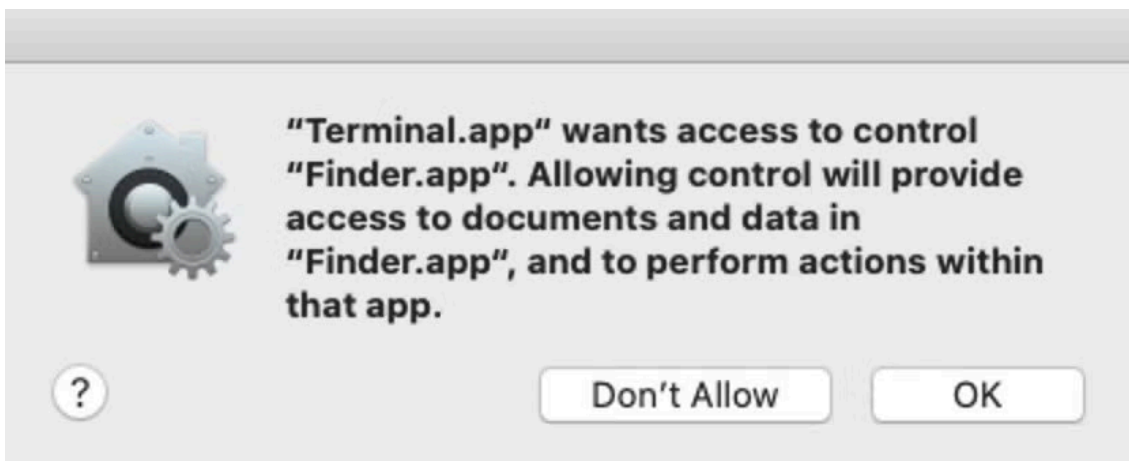 “Terminal.app“ wants access to control
“Finder.app“. Allowing control will provide
access to documents and data in
“Finder.app“, and to perform actions within
that app.
?
Don’t Allow
OK